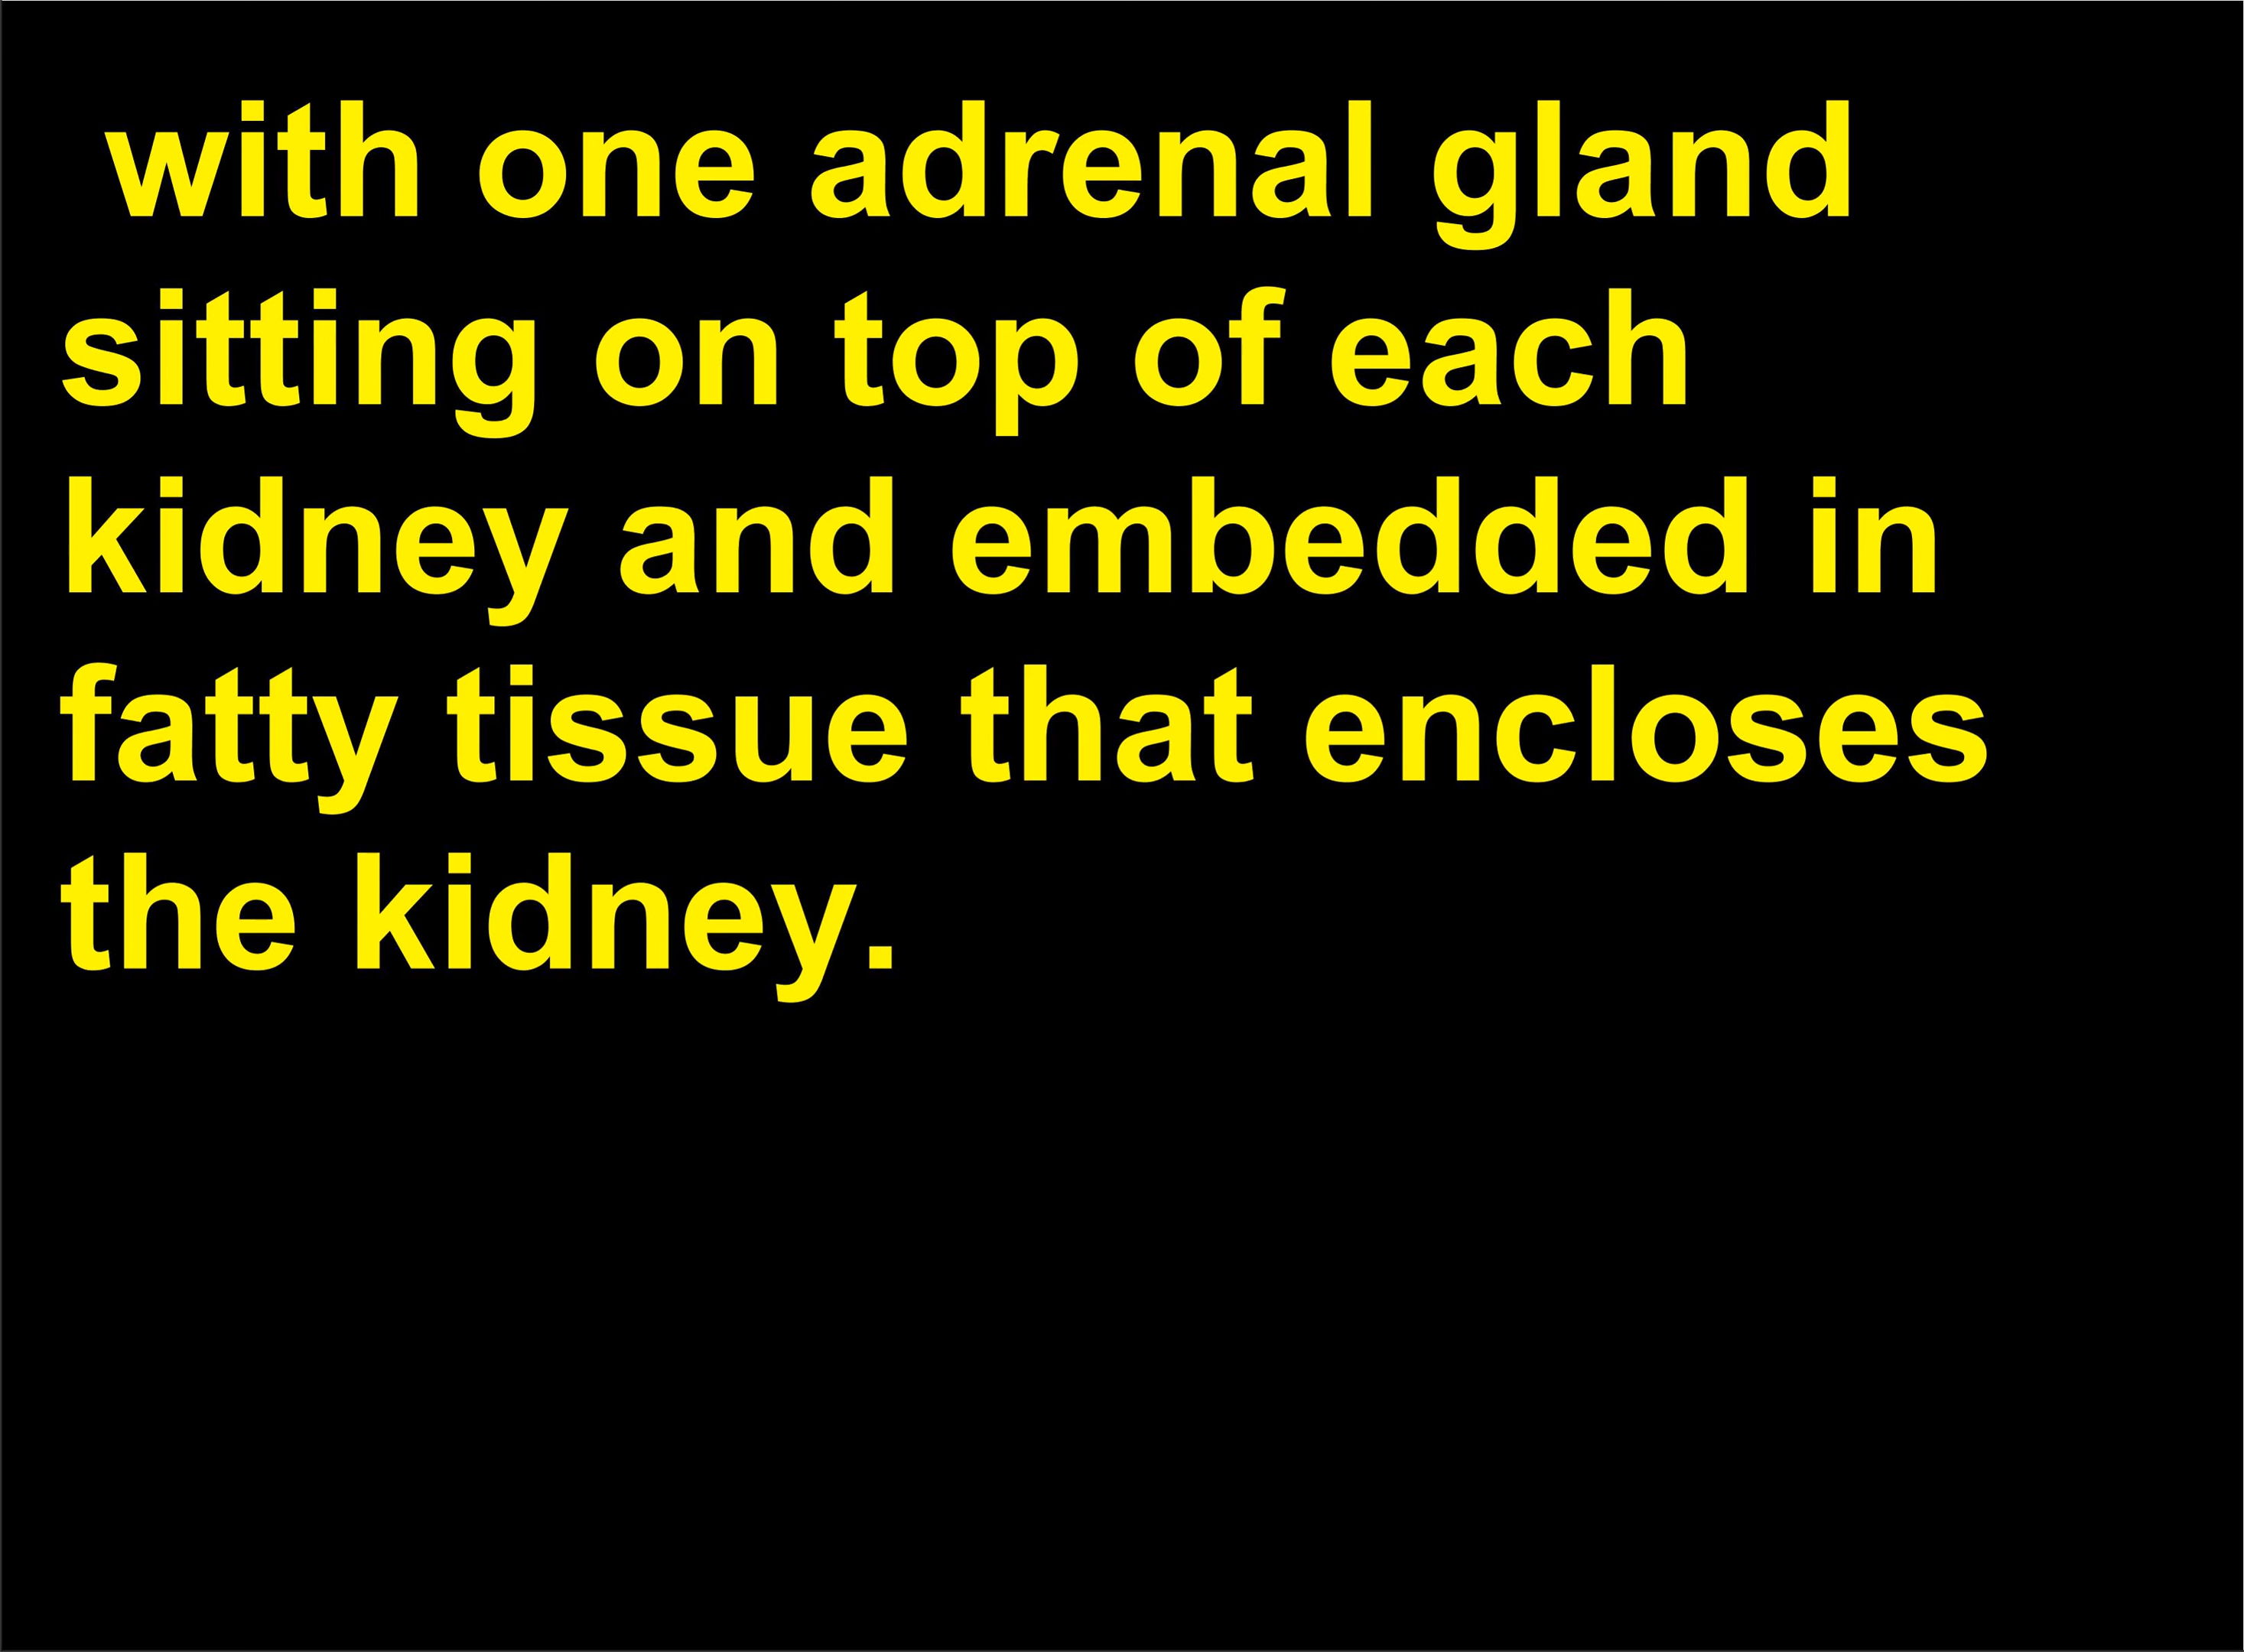 with one adrenal gland
sitting on top of each
kidney and embedded in
fatty tissue that encloses
the kidney.